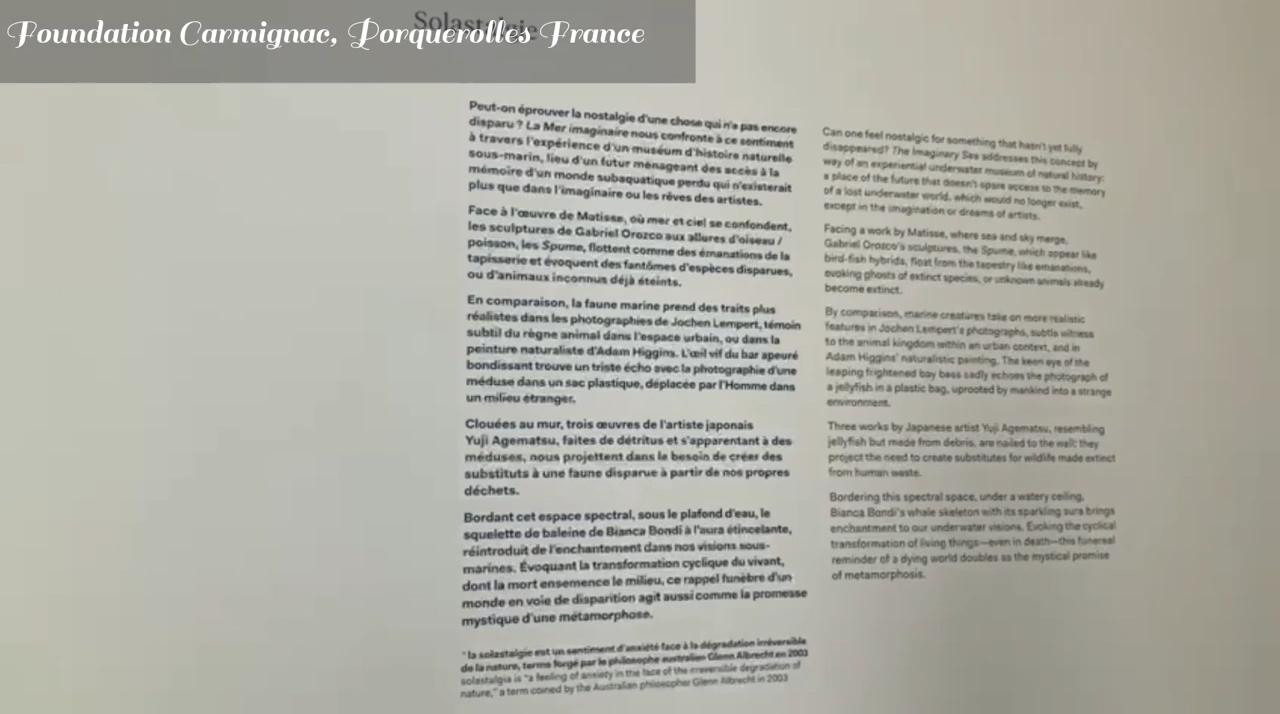 Foundation Carmignac, Porquerolles France
Solastalgie
Peut-on éprouver la nostalgie d'une chose qui n'a pas encore
disparu ? La Mer imaginaire nous confronte à ce sentiment
à travers l'expérience d'un muséum d'histoire naturelle
sous-marin, lieu d'un futur ménageant des accès à la
mémoire d'un monde subaquatique perdu qui n'existerait
plus que dans l'imaginaire ou les rêves des artistes.
Face à l'œuvre de Matisse, où mer et ciel se confondent,
les sculptures de Gabriel Orozco aux allures d'oiseau /
poisson, les Spume, flottent comme des émanations de la
tapisserie et évoquent des fantômes d'espèces disparues,
ou d'animaux inconnus déjà éteints.
En comparaison, la faune marine prend des traits plus
réalistes dans les photographies de Jochen Lempert, témoin
subtil du règne animal dans l'espace urbain, ou dans la
peinture naturaliste d'Adam Higgins. L'œil vif du bar apeuré
bondissant trouve un triste écho avec la photographie d'une
méduse dans un sac plastique, déplacée par l'Homme dans
un milieu étranger.
Clouées au mur, trois œuvres de l'artiste japonais
Yuji Agematsu, faites de détritus et s'apparentant à des
méduses, nous projettent dans le besoin de créer des
substituts à une faune disparue à partir de nos propres
déchets.
Bordant cet espace spectral, sous le plafond d'eau, le
squelette de baleine de Bianca Bondi à l'aura étincelante,
réintroduit de l'enchantement dans nos visions sous-
marines. Évoquant la transformation cyclique du vivant,
dont la mort ensemence le milieu, ce rappel funèbre d'un
monde en voie de disparition agit aussi comme la promesse
mystique d'une métamorphose.
* la solastalgie est un sentiment d'anxiété face à la dégradation irréversible
de la nature, terme forgé par le philosophe australien Glenn Albrecht en 2003
solastalgia is "a feeling of anxiety in the face of the irreversible degradation of
nature," a term coined by the Australian philosopher Glenn Albrecht in 2003
Can one feel nostalgic for something that hasn't yet fully
disappeared? The Imaginary Sea addresses this concept by
way of an experiential underwater museum of natural history:
a place of the future that doesn't spare access to the memory
of a lost underwater world, which would no longer exist,
except in the imagination or dreams of artists.
Facing a work by Matisse, where sea and sky merge,
Gabriel Orozco's sculptures, the Spume, which appear like
bird-fish hybrids, float from the tapestry like emanations,
evoking ghosts of extinct species, or unknown animals already
become extinct.
By comparison, marine creatures take on more realistic
features in Jochen Lempert's photographs, subtle witness
to the animal kingdom within an urban context, and in
Adam Higgins' naturalistic painting. The keen eye of the
leaping frightened bay bass sadly echoes the photograph of
a jellyfish in a plastic bag, uprooted by mankind into a strange
environment.
Three works by Japanese artist Yuji Agematsu, resembling
jellyfish but made from debris, are nailed to the wall; they
project the need to create substitutes for wildlife made extinct
from human waste.
Bordering this spectral space, under a watery ceiling,
Bianca Bondi's whale skeleton with its sparkling aura brings
enchantment to our underwater visions. Evoking the cyclical
transformation of living things—even in death—this funereal
reminder of a dying world doubles as the mystical promise
of metamorphosis.